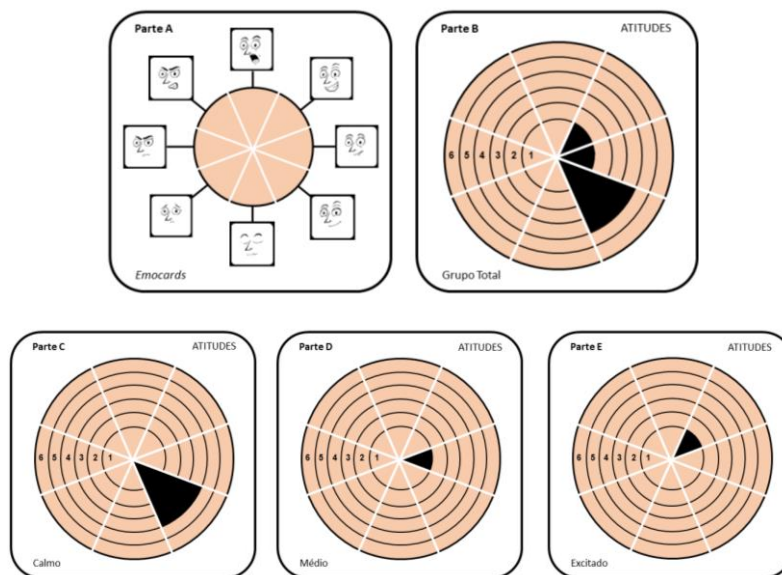 Parte A
Emocards
Parte B
ATITUDES
6 5 4 3 2 1
Grupo Total
Parte C
ATITUDES
6 5 4 3 2 1
Calmo
Parte D
ATITUDES
6 5 4 3 2 1
Médio
Parte E
ATITUDES
6 5 4 3 2 1
Excitado